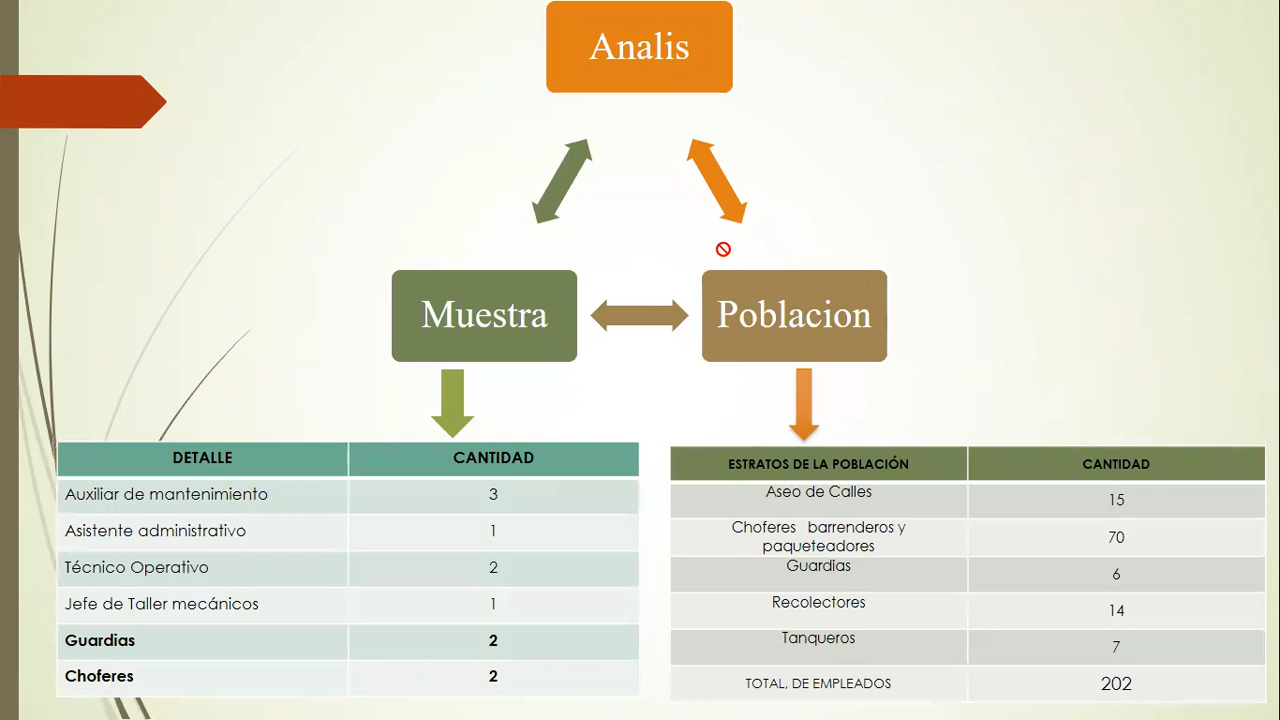 Analis
Muestra
Poblacion
DETALLE CANTIDAD
Auxiliar de mantenimiento 3
Asistente administrativo 1
Técnico Operativo 2
Jefe de Taller mecánicos 1
Guardias 2
Choferes 2
ESTRATOS DE LA POBLACIÓN CANTIDAD
Aseo de Calles 15
Choferes barrenderos y
paqueteadores 70
Guardias 6
Recolectores 14
Tanqueros 7
TOTAL, DE EMPLEADOS 202